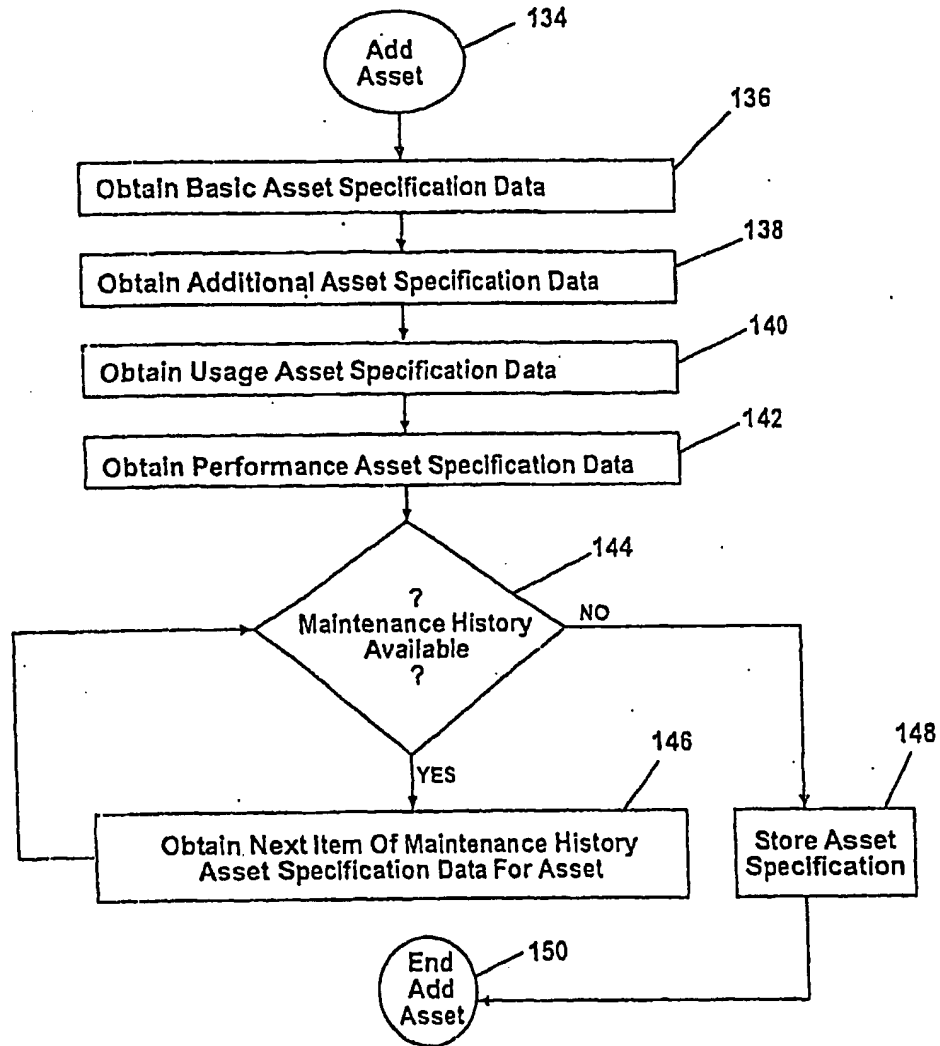 134
Add
Asset
136
Obtain Basic Asset Specification Data
138
Obtain Additional Asset Specification Data
140
Obtain Usage Asset Specification Data
142
Obtain Performance Asset Specification Data
144
?
Maintenance History
Available
?
NO
YES
146
Obtain Next Item Of Maintenance History
Asset Specification Data For Asset
148
Store Asset
Specification
150
End
Add
Asset